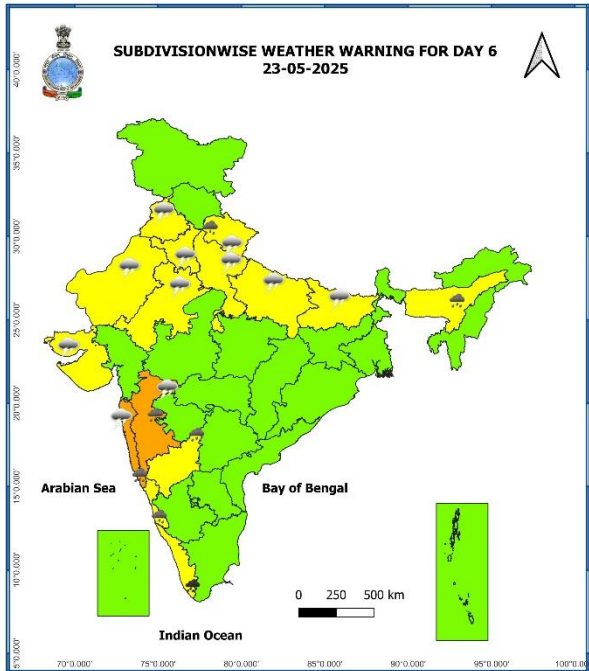 SUBDIVISIONWISE WEATHER WARNING FOR DAY 6
23-05-2025
40°0.000'
35°0.000'
30°0.000'
25°0.000'
20°0.000'
15°0.000'
10°0.000'
5°0.000'
Arabian Sea
Bay of Bengal
0 250 500 km
Indian Ocean
70°0.000' 75°0.000' 80°0.000' 85°0.000' 90°0.000' 95°0.000' 100°0.0